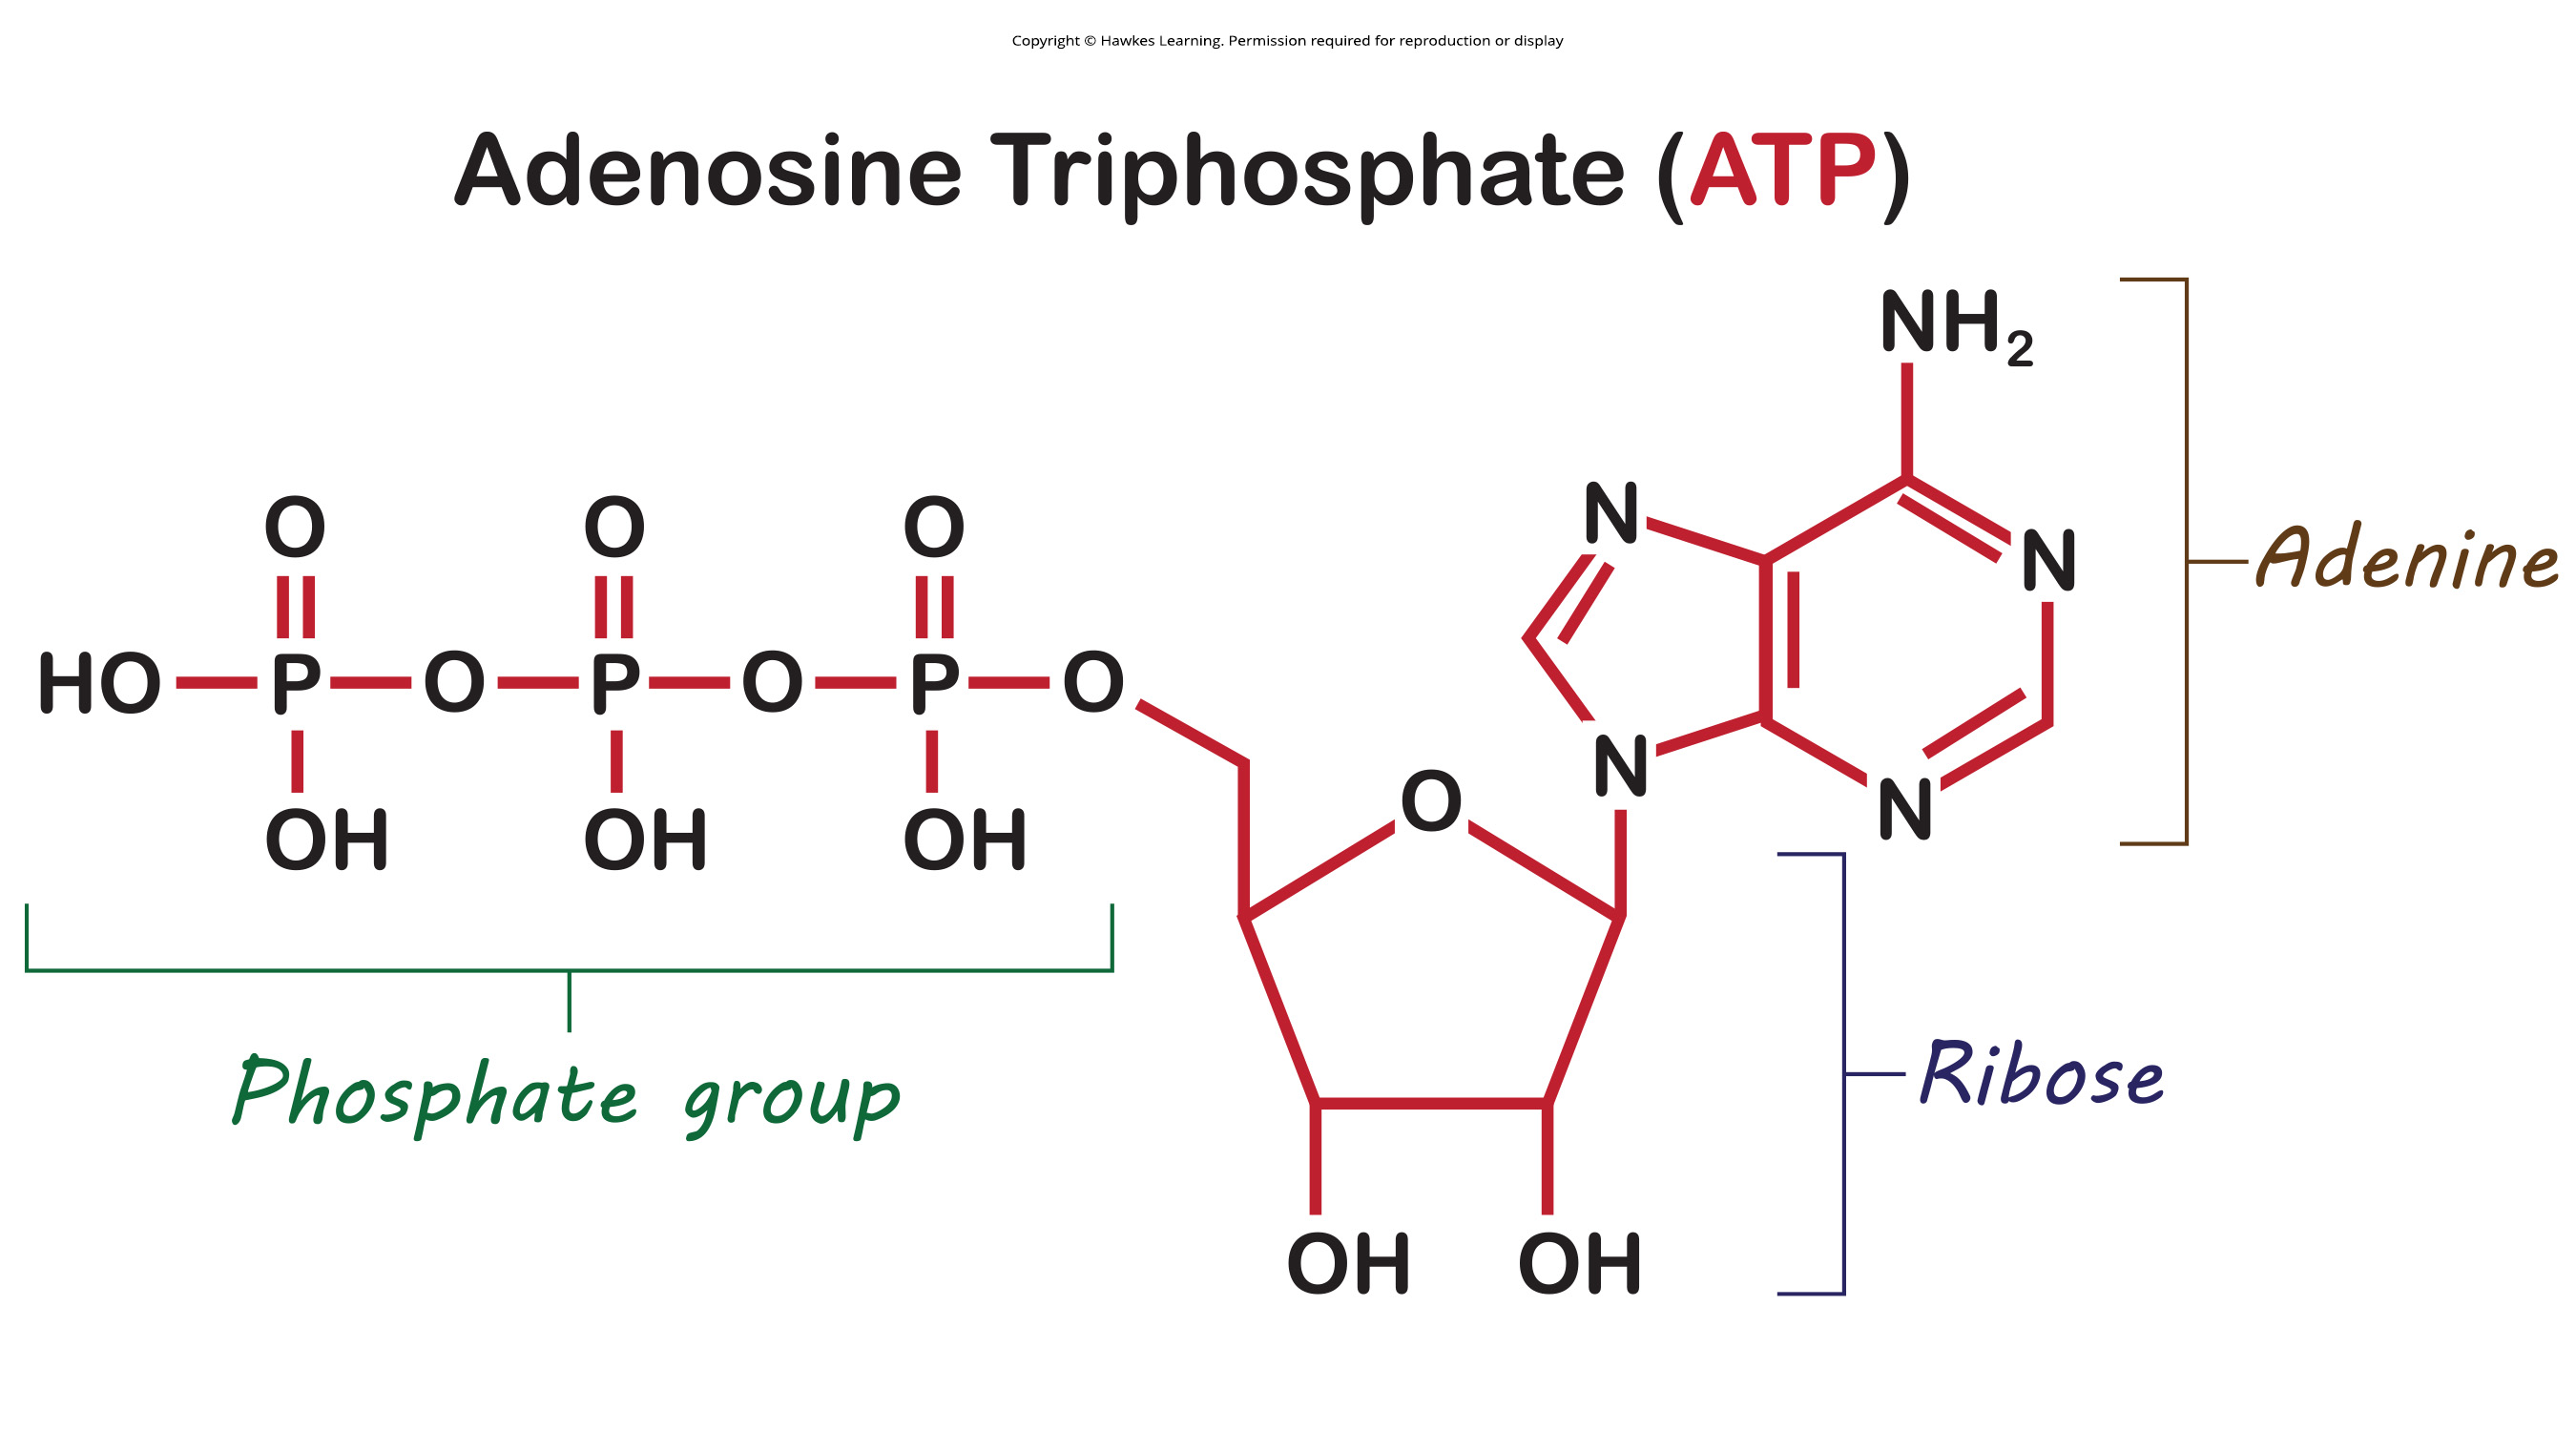 Copyright © Hawkes Learning. Permission required for reproduction or display
Adenosine Triphosphate (ATP)
NH2
N
N
O O O
Adenine
HO P O P O P O
N
O
N
OH OH OH
Ribose
Phosphate group
OH OH